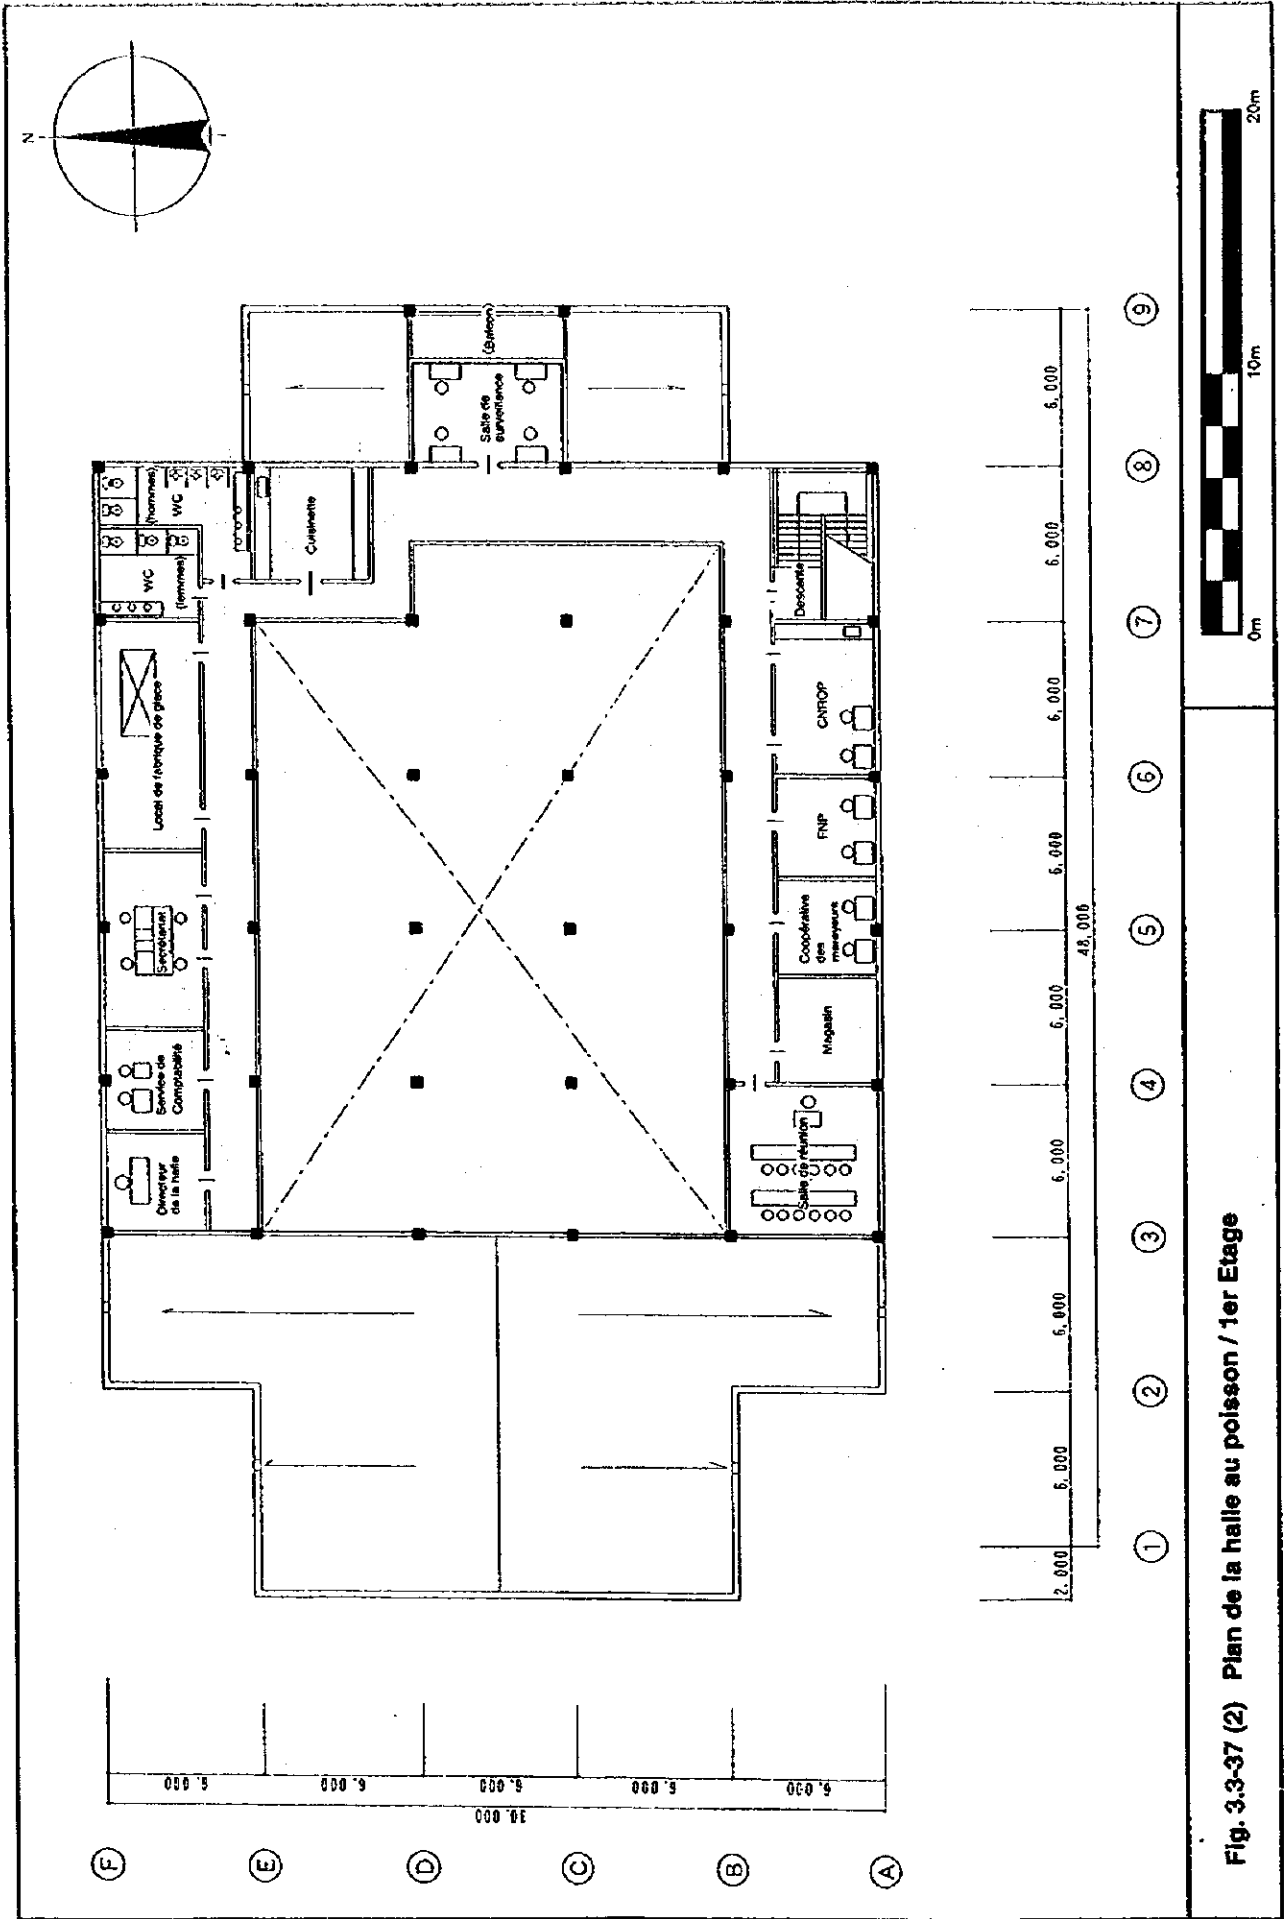 N
(Balcon)
Salle de
surveillance
(hommes)
WC
WC
(femmes)
Cuisinette
Descente
Local de fabrique de glace
CNROP
FNP
Secrétariat
Coopérative
des
mareyeurs
Magasin
Service de
Comptabilité
Directeur
de la halle
Salle de réunion
2.000
6.000
6.000
6.000
6.000
6.000
6.000
6.000
6.000
48.000
1
2
3
4
5
6
7
8
9
6.000
6.000
6.000
6.000
6.000
30.000
F
E
D
C
B
A
0m
10m
20m
Fig. 3.3-37 (2) Plan de la halle au poisson / 1er Etage